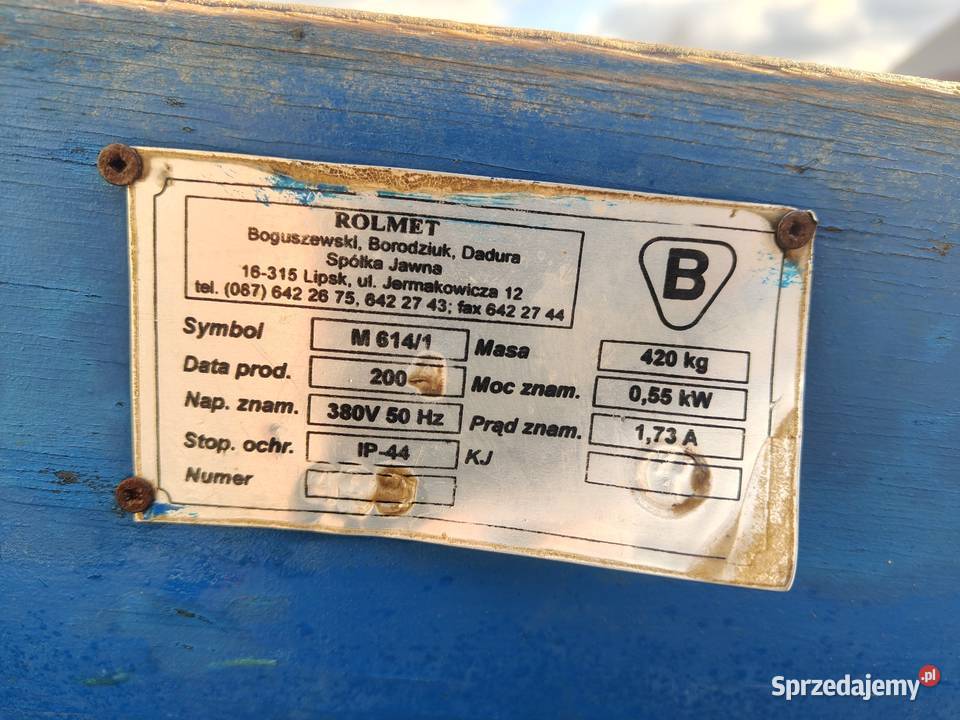 ROLMET
Boguszewski, Borodziuk, Dadura
Spółka Jawna
16-315 Lipsk, ul. Jermakowicza 12
tel. (087) 642 26 75, 642 27 43; fax 642 27 44
B
Symbol M 614/1 Masa 420 kg
Data prod. 200 Moc znam. 0,55 kW
Nap. znam. 380V 50 Hz Prąd znam. 1,73 A
Stop. ochr. IP-44 KJ
Numer
Sprzedajemy.pl